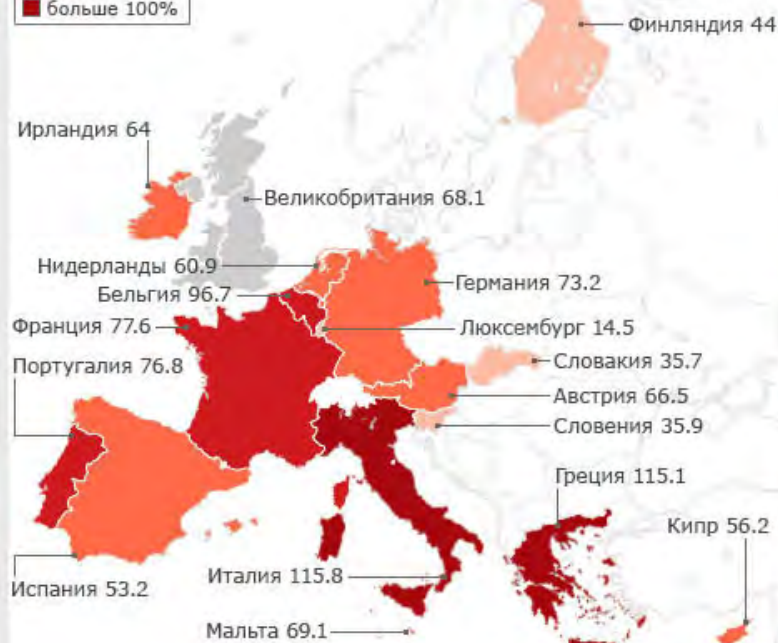 больше 100%
Финляндия 44
Ирландия 64
Великобритания 68.1
Нидерланды 60.9
Германия 73.2
Бельгия 96.7
Франция 77.6
Люксембург 14.5
Португалия 76.8
Словакия 35.7
Австрия 66.5
Словения 35.9
Греция 115.1
Кипр 56.2
Испания 53.2
Италия 115.8
Мальта 69.1